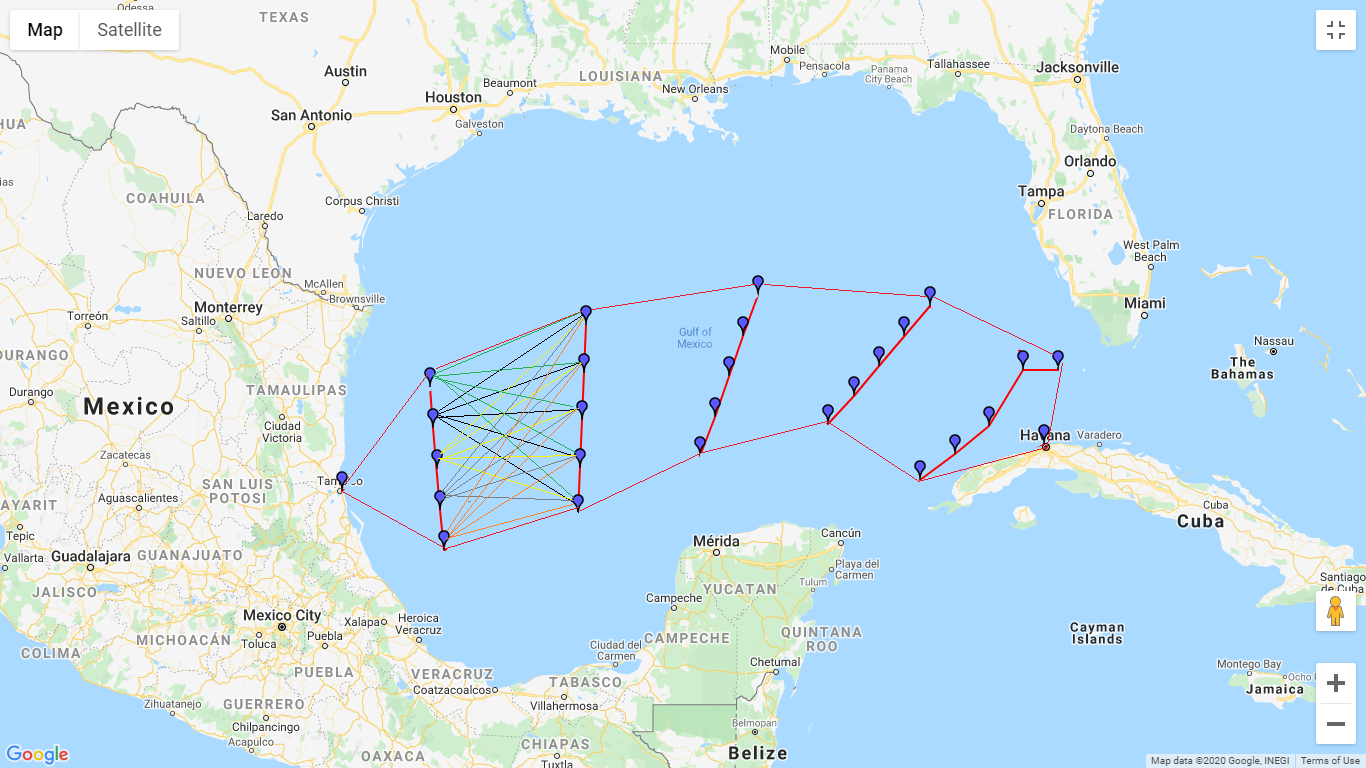 Odessa
TEXAS
Map
Satellite
Mobile
Tallahassee
Jacksonville
Pensacola
Panama
City Beach
LOUISIANA
Austin
Beaumont
New Orleans
Houston
San Antonio
Galveston
Daytona Beach
HUA
Orlando
ias
Tampa
COAHUILA
Corpus Christi
FLORIDA
Laredo
West Palm
Beach
NUEVO LEON
McAllen
Brownsville
Monterrey
Miami
Torreón
Saltillo
Gulf of
Mexico
Nassau
DURANGO
The
Bahamas
Durango
TAMAULIPAS
Mexico
Ciudad
Victoria
Havana
Varadero
Zacatecas
SAN LUIS
POTOSI
Aguascalientes
AYARIT
Cuba
Cuba
Tepic
Cancún
Mérida
Vallarta
Guadalajara
GUANAJUATO
Playa del
Carmen
Tulum
YUCATAN
Santiago
de Cuba
JALISCO
Campeche
Mexico City
Xalapa
Heroica
Veracruz
Cayman
Islands
MICHOACÁN
Toluca
Puebla
Ciudad del
Carmen
CAMPECHE
QUINTANA
ROO
COLIMA
Chetumal
PUEBLA
VERACRUZ
Montego Bay
Ocho
Coatzacoalcos
TABASCO
Jamaica
Zihuatanejo
GUERRERO
Villahermosa
Chilpancingo
Belmopan
Acapulco
CHIAPAS
Belize
OAXACA
Tuxtla
Google
Map data ©2020 Google, INEGI
Terms of Use